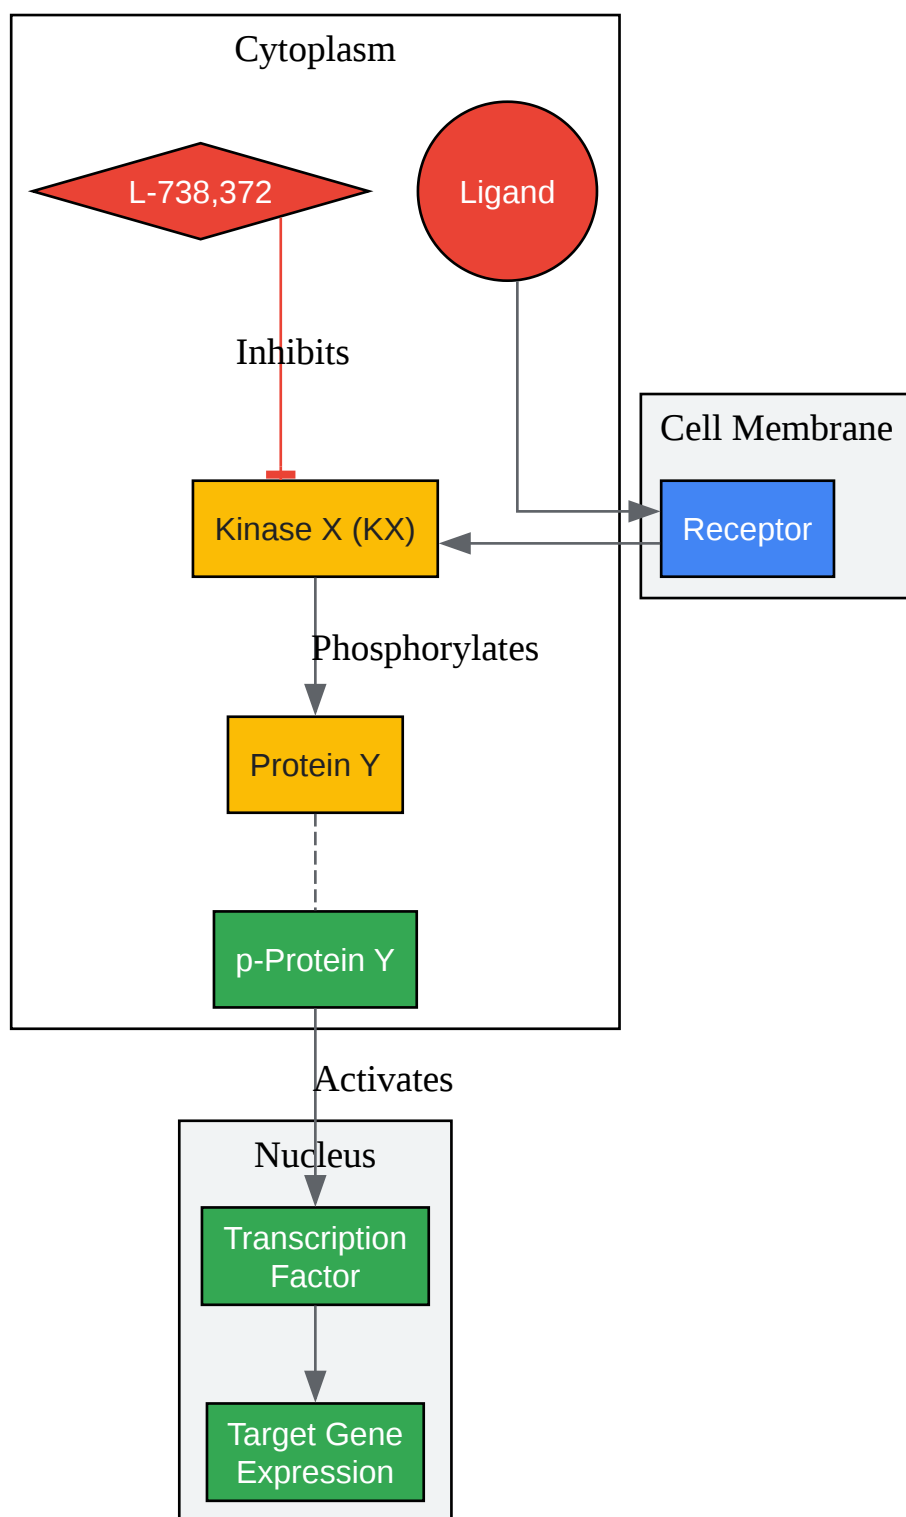 Cytoplasm
L-738,372
Ligand
Inhibits
Cell Membrane
Kinase X (KX)
Receptor
Phosphorylates
Protein Y
p-Protein Y
Activates
Nucleus
Transcription
Factor
Target Gene
Expression